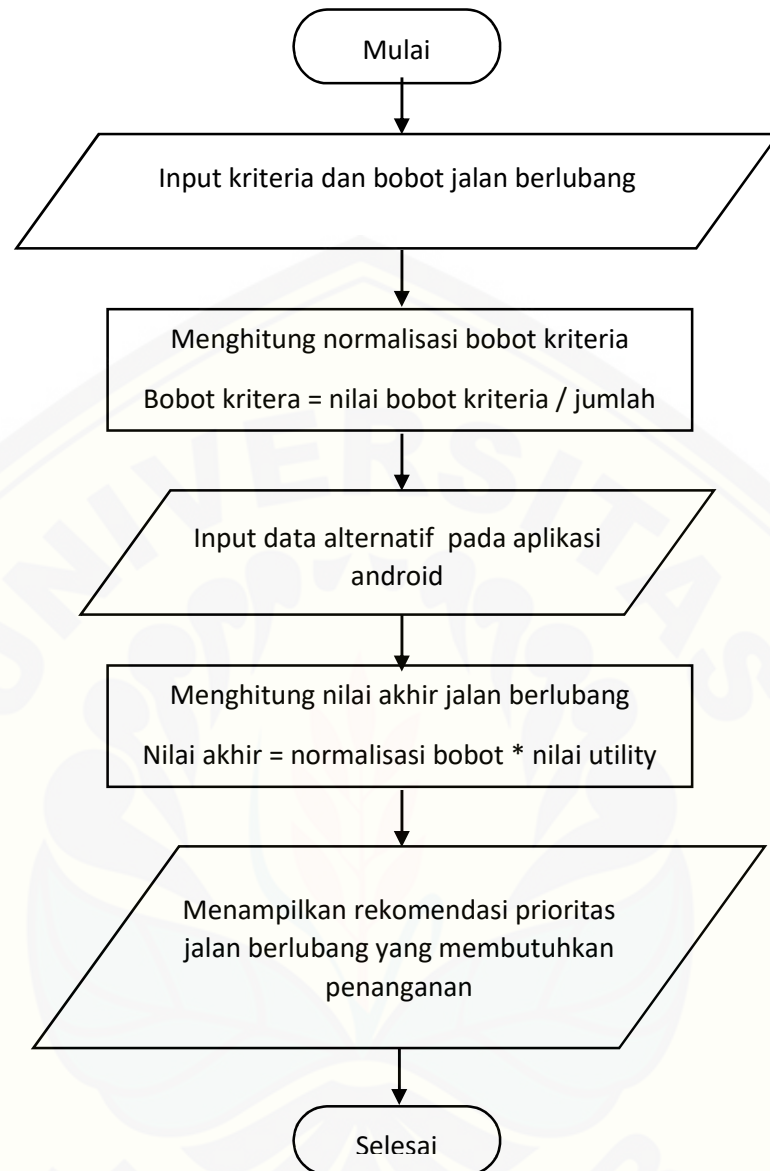 Mulai
Input kriteria dan bobot jalan berlubang
Menghitung normalisasi bobot kriteria
Bobot kritera = nilai bobot kriteria / jumlah
Input data alternatif  pada aplikasi
android
Menghitung nilai akhir jalan berlubang
Nilai akhir = normalisasi bobot * nilai utility
Menampilkan rekomendasi prioritas
jalan berlubang yang membutuhkan
penanganan
Selesai
UNIVERSITAS